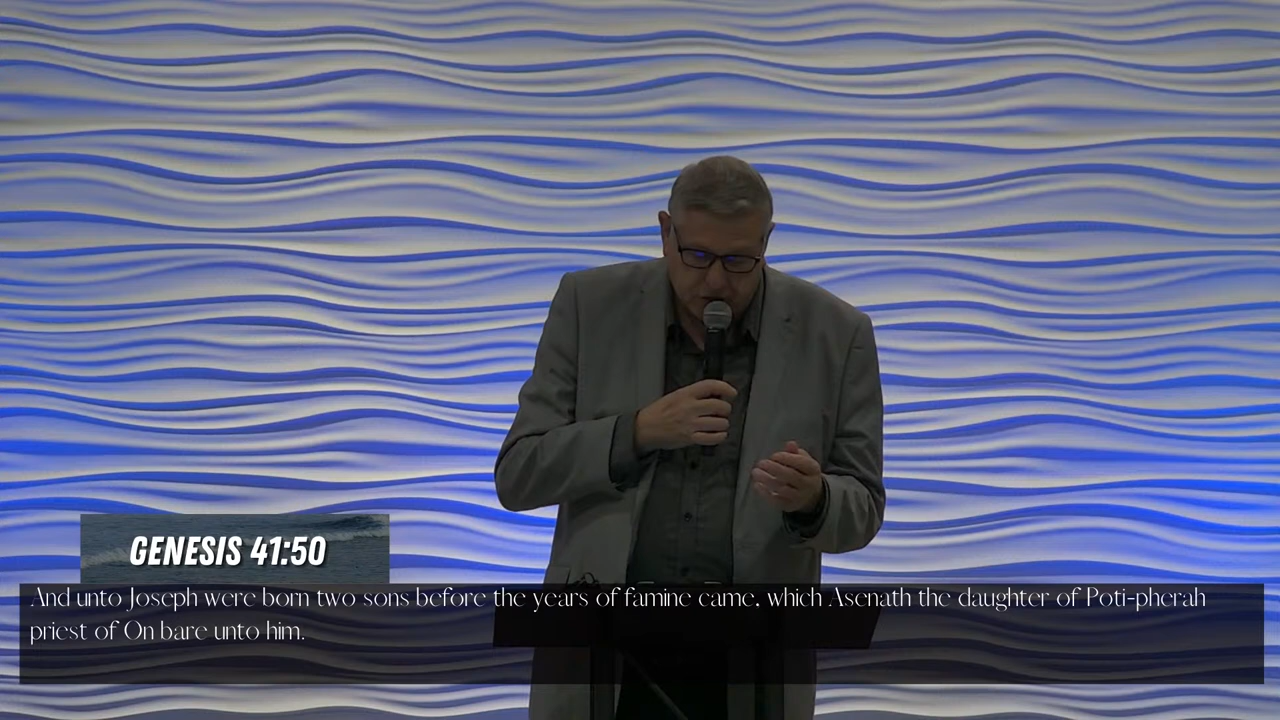 GENESIS 41:50
And unto Joseph were born two sons before the years of famine came, which Asenath the daughter of Poti-pherah
priest of On bare unto him.